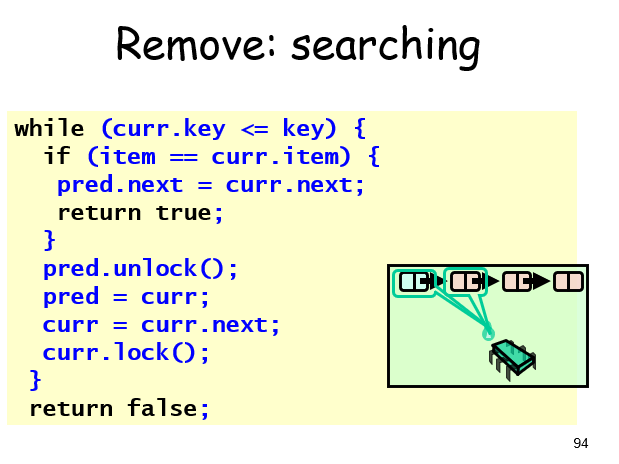 Remove: searching
while (curr.key <= key) {
  if (item == curr.item) {
   pred.next = curr.next;
   return true;
  }
  pred.unlock();
  pred = curr;
  curr = curr.next;
  curr.lock();
 }
 return false;
94